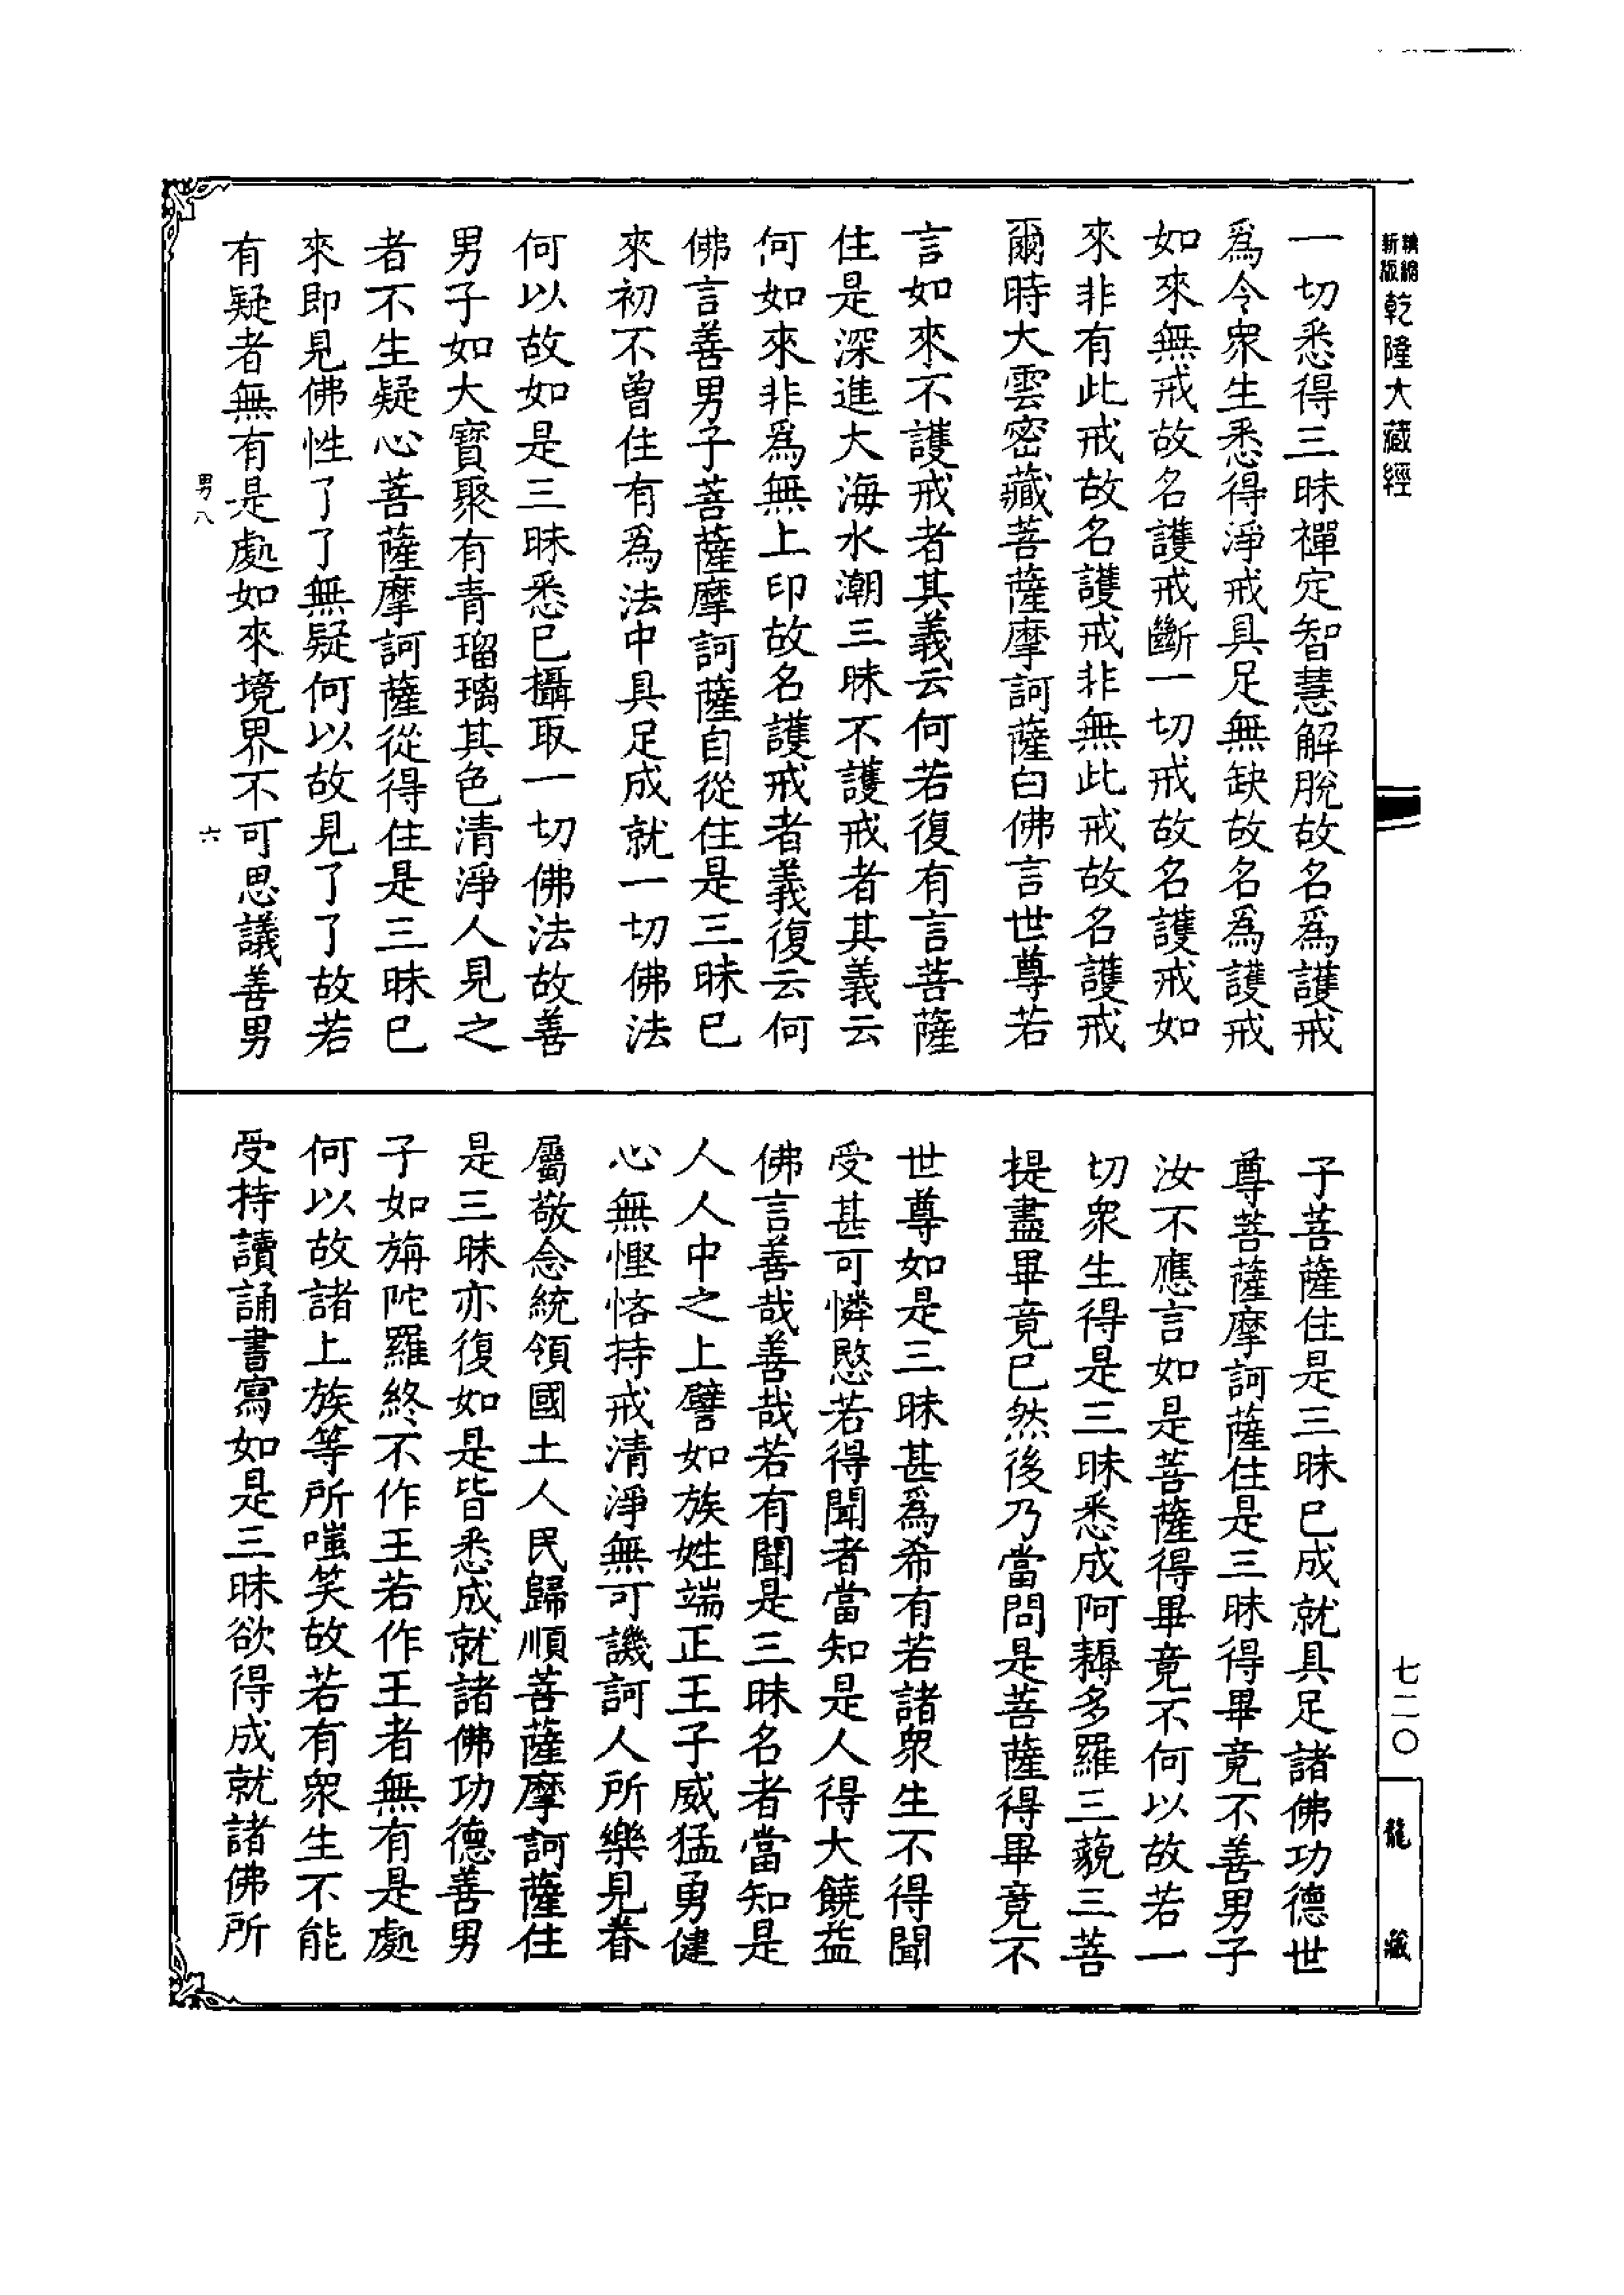 新版
精縮
乾隆大藏經
一切悉得三昧禪定智慧解脫故名爲護戒
爲令衆生悉得淨戒具足無缺故名爲護戒
如來無戒故名護戒斷一切戒故名護戒如
來非有此戒故名護戒非無此戒故名護戒
爾時大雲密藏菩薩摩訶薩白佛言世尊若
言如來不護戒者其義云何若復有言菩薩
住是深進大海水潮三昧不護戒者其義云
何如來非爲無上印故名護戒者義復云何
佛言善男子菩薩摩訶薩自從住是三昧已
來初不曾住有爲法中具足成就一切佛法
何以故如是三昧悉已攝取一切佛法故善
男子如大寶聚有青瑠璃其色清淨人見之
者不生疑心菩薩摩訶薩從得住是三昧已
來即見佛性了了無疑何以故見了了故若
有疑者無有是處如來境界不可思議善男
男八
六
子菩薩住是三昧已成就具足諸佛功德世
尊菩薩摩訶薩住是三昧得畢竟不善男子
汝不應言如是菩薩得畢竟不何以故若一
切衆生得是三昧悉成阿耨多羅三藐三菩
提盡畢竟已然後乃當問是菩薩得畢竟不
世尊如是三昧甚爲希有若諸衆生不得聞
受甚可憐愍若得聞者當知是人得大饒益
佛言善哉善哉若有聞是三昧名者當知是
人人中之上譬如族姓端正王子威猛勇健
心無慳悋持戒清淨無可譏訶人所樂見眷
屬敬念統領國土人民歸順菩薩摩訶薩住
是三昧亦復如是皆悉成就諸佛功德善男
子如旃陀羅終不作王若作王者無有是處
何以故諸上族等所嗤笑故若有衆生不能
受持讀誦書寫如是三昧欲得成就諸佛所
七二〇
龍藏